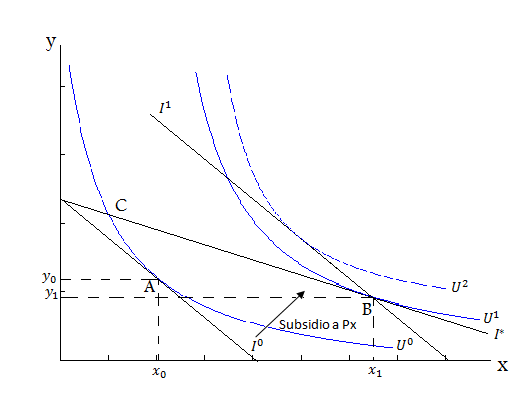 y
I¹
C
y₀
A
y₁
B
U²
U¹
Subsidio a Px
I*
I⁰
U⁰
x
x₀
x₁